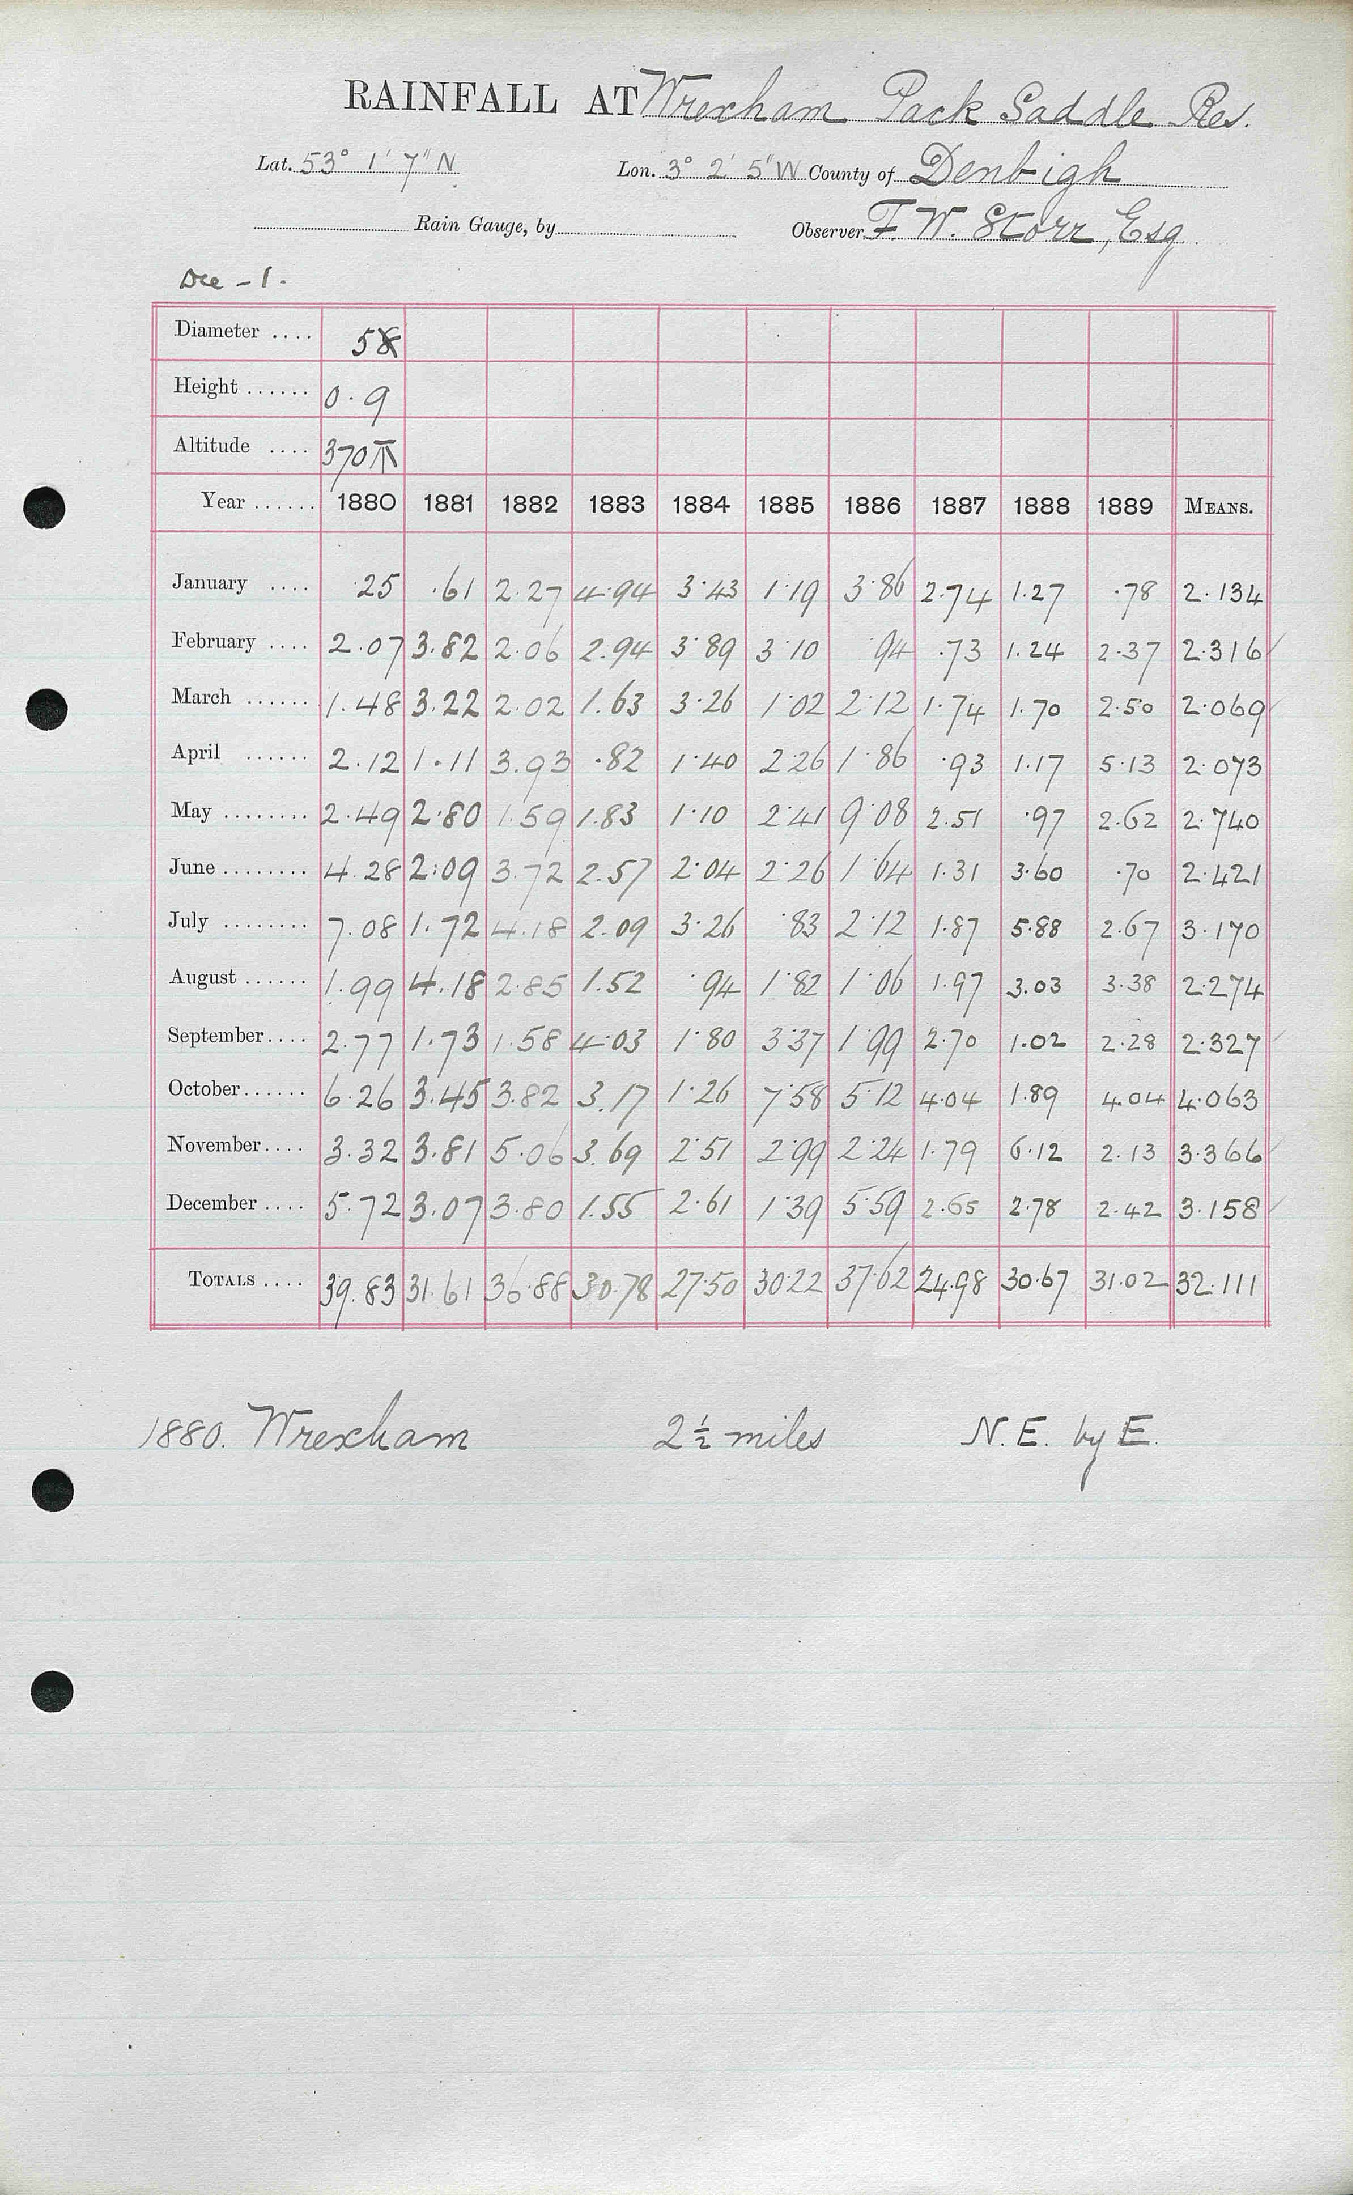 RAINFALL AT Wrexham Pack Saddle Res.
Lat. 53° 1' 7" N Lon. 3° 2' 5" W County of Denbigh
Rain Gauge, by Observer F. W. Storr, Esq
Dec - 1.
Diameter .... 5
Height ...... 0.9
Altitude .... 370
Year ...... 1880 1881 1882 1883 1884 1885 1886 1887 1888 1889 MEANS.
January .... .25 .61 2.27 4.94 3.43 1.19 3.86 2.74 1.27 .78 2.134
February .... 2.07 3.82 2.06 2.94 3.89 3.10 .94 .73 1.24 2.37 2.316
March ...... 1.48 3.22 2.02 1.63 3.26 1.02 2.12 1.74 1.70 2.50 2.069
April ...... 2.12 1.11 3.93 .82 1.40 2.26 1.86 .93 1.17 5.13 2.073
May ........ 2.49 2.80 1.59 1.83 1.10 2.41 9.08 2.51 .97 2.62 2.740
June ........ 4.28 2.09 3.72 2.57 2.04 2.26 1.64 1.31 3.60 .70 2.421
July ........ 7.08 1.72 4.18 2.09 3.26 .83 2.12 1.87 5.88 2.67 3.170
August ...... 1.99 4.18 2.85 1.52 .94 1.82 1.06 1.97 3.03 3.38 2.274
September.... 2.77 1.73 1.58 4.03 1.80 3.37 1.99 2.70 1.02 2.28 2.327
October...... 6.26 3.45 3.82 3.17 1.26 7.58 5.12 4.04 1.89 4.04 4.063
November.... 3.32 3.81 5.06 3.69 2.51 2.99 2.24 1.79 6.12 2.13 3.366
December .... 5.72 3.07 3.80 1.55 2.61 1.39 5.59 2.65 2.78 2.42 3.158
TOTALS .... 39.83 31.61 36.88 30.78 27.50 30.22 37.62 24.98 30.67 31.02 32.111
1880. Wrexham 2½ miles N.E. by E.